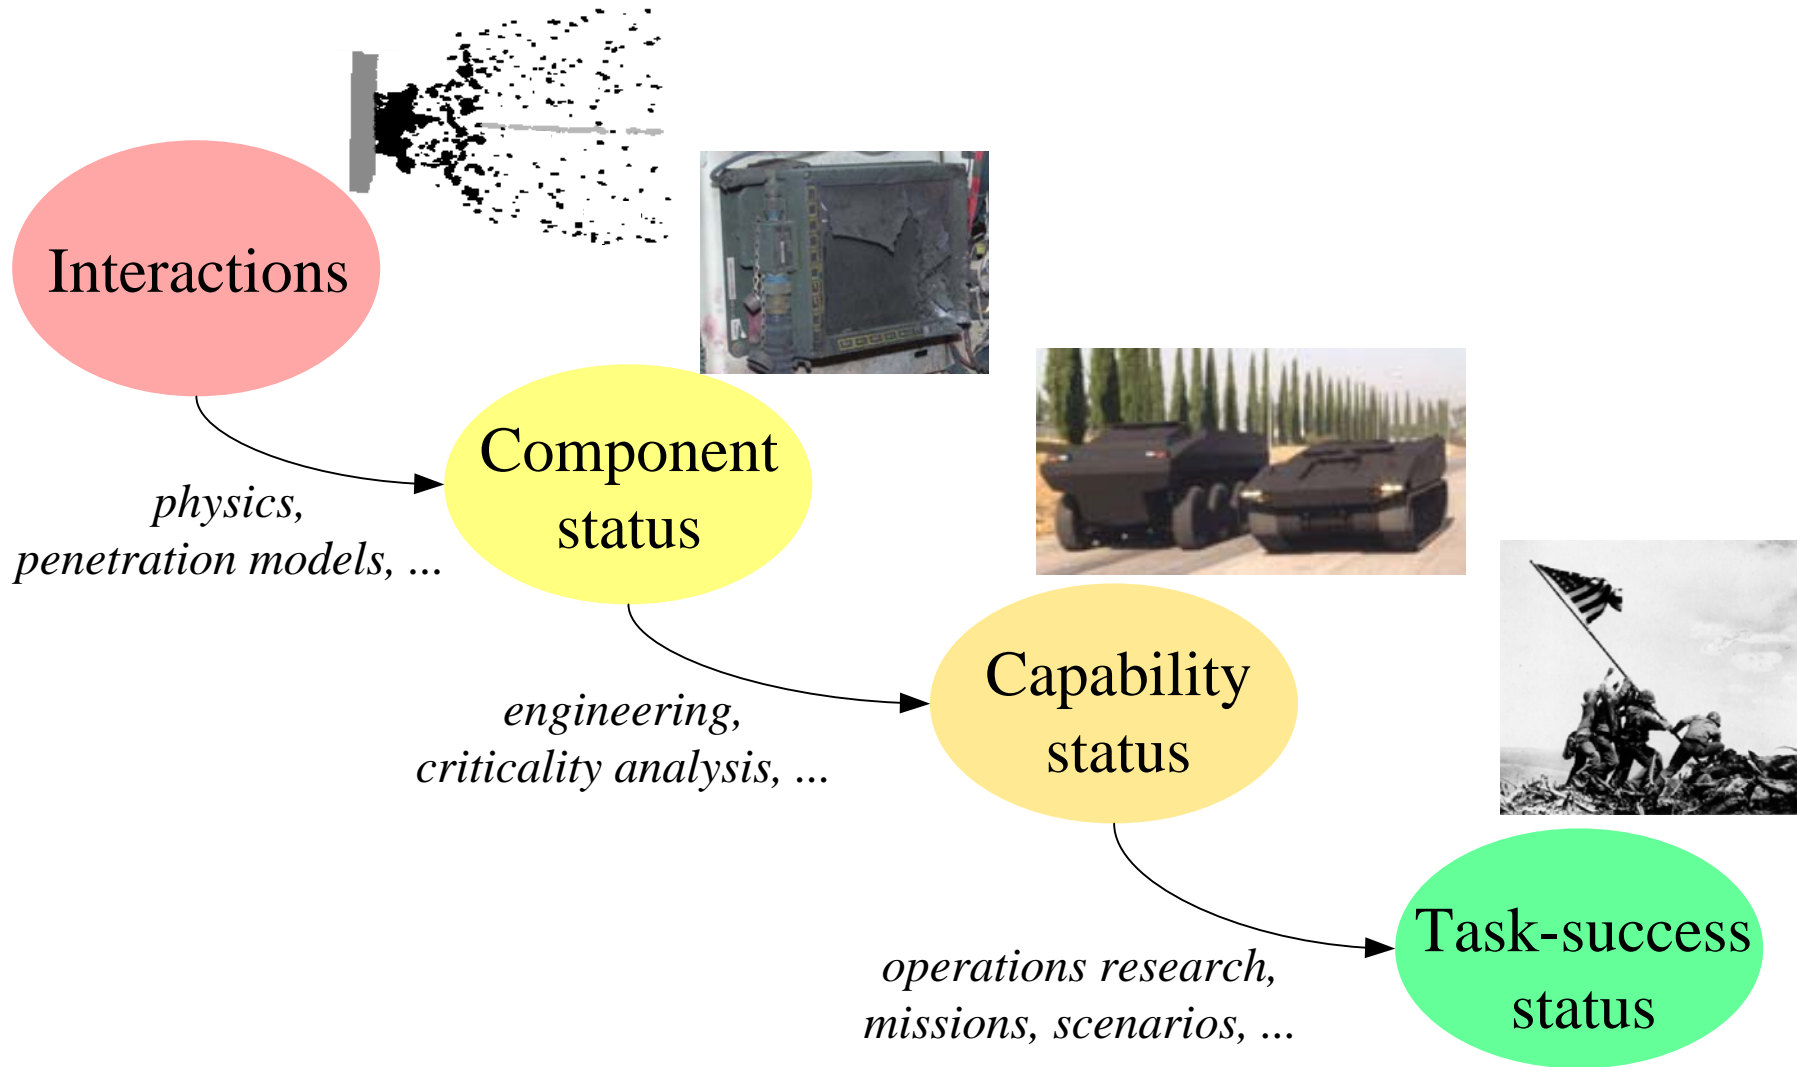 Interactions
physics,
penetration models, ...
Component
status
engineering,
criticality analysis, ...
Capability
status
operations research,
missions, scenarios, ...
Task-success
status